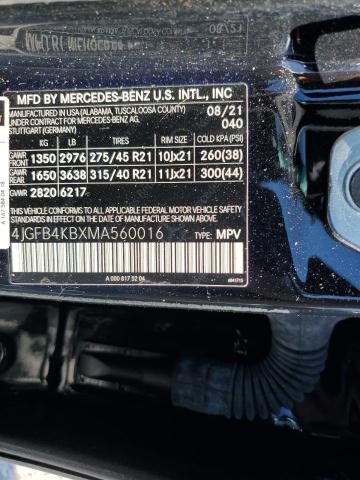 MFD BY MERCEDES-BENZ U.S. INTL., INC
MADE IN USA (ALABAMA, TUSCALOOSA COUNTY) 08/21
UNDER CONTRACT FOR MERCEDES-BENZ AG, 040
STUTTGART (GERMANY)
KG LB TIRES RIMS COLD KPA (PSI)
GAWR FRONT 1350 2976 275/45 R21 10Jx21 260(38)
GAWR REAR 1650 3638 315/40 R21 11Jx21 300(44)
GVWR 2820 6217
THIS VEHICLE CONFORMS TO ALL APPLICABLE FEDERAL MOTOR VEHICLE
SAFETY STANDARDS IN EFFECT ON THE DATE OF MANUFACTURE SHOWN ABOVE.
4JGFB4KBXMA560016 TYPE: MPV
A 000 817 52 04